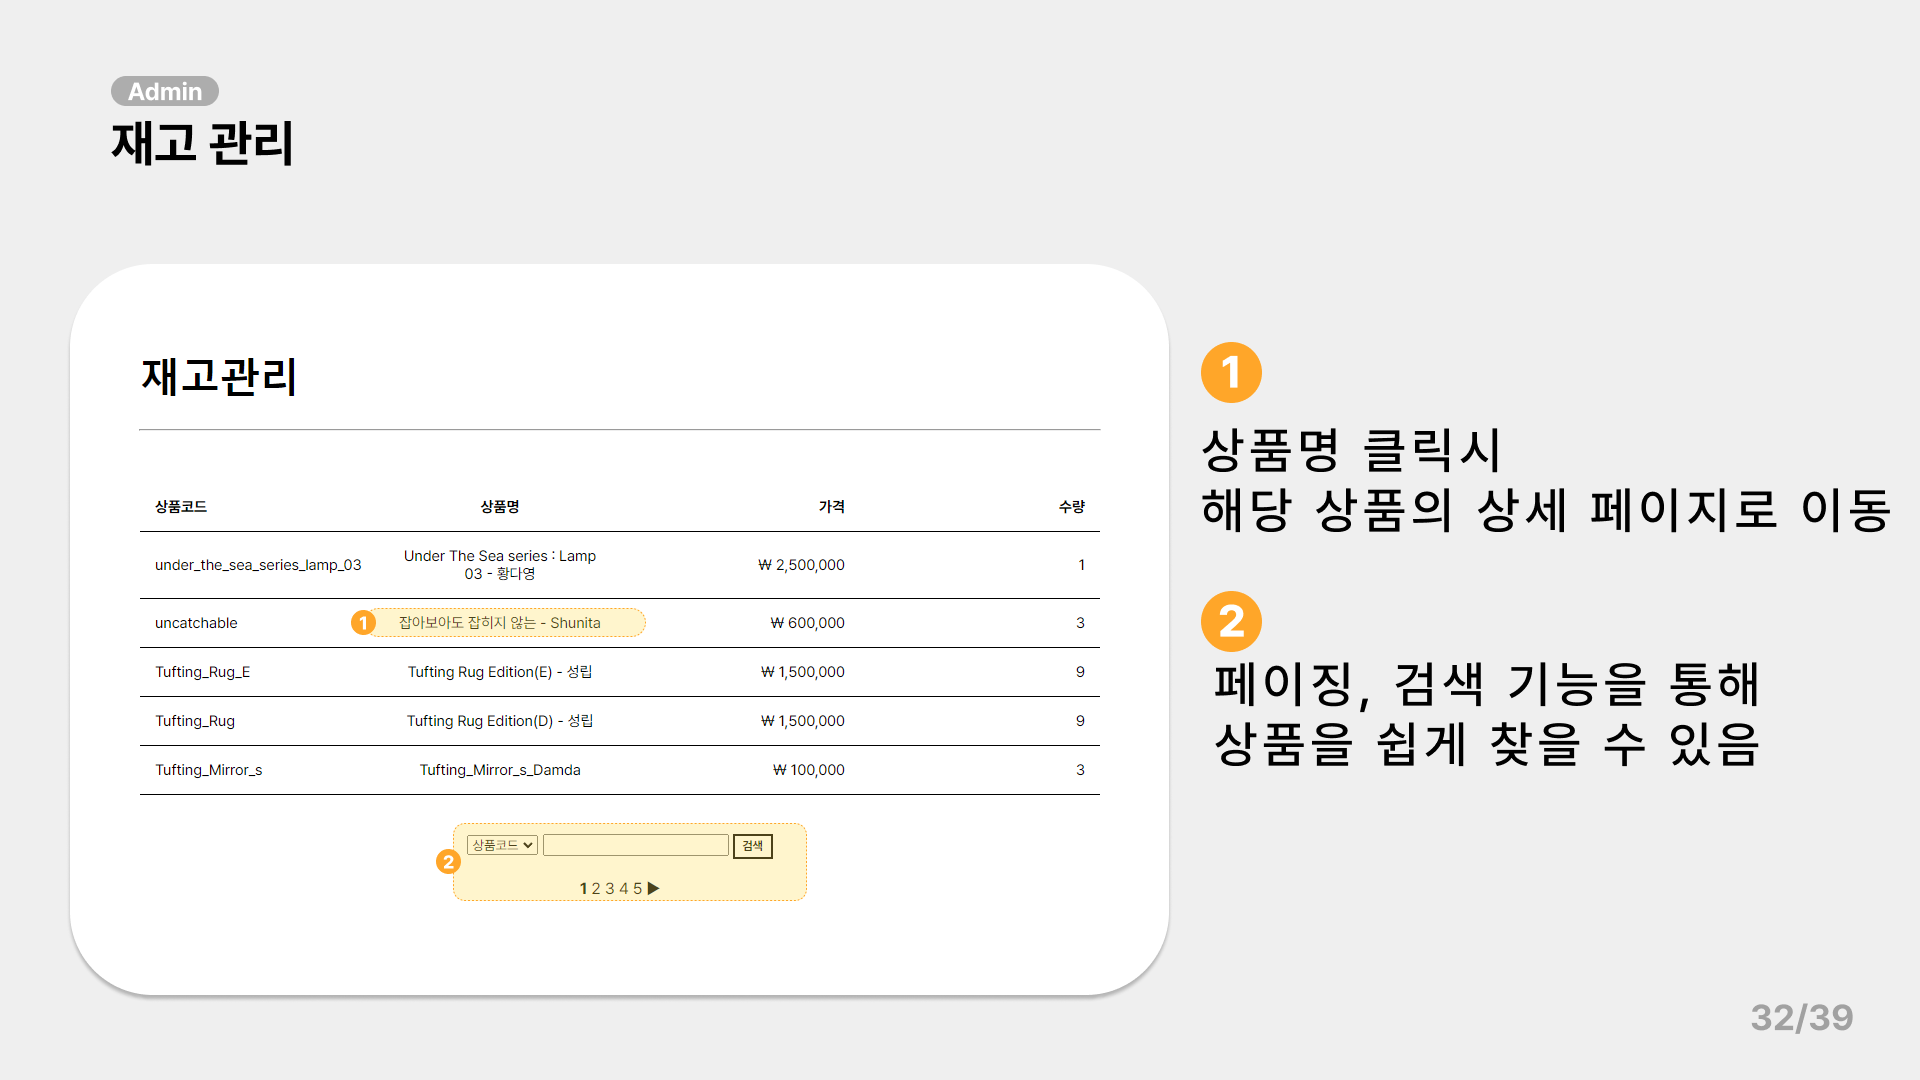 Admin
재고 관리
재고관리
상품코드 상품명 가격 수량
under_the_sea_series_lamp_03 Under The Sea series : Lamp 03 - 황다영 ₩ 2,500,000 1
uncatchable 1 잡아보아도 잡히지 않는 - Shunita ₩ 600,000 3
Tufting_Rug_E Tufting Rug Edition(E) - 성립 ₩ 1,500,000 9
Tufting_Rug Tufting Rug Edition(D) - 성립 ₩ 1,500,000 9
Tufting_Mirror_s Tufting_Mirror_s_Damda ₩ 100,000 3
2 상품코드 검색
1 2 3 4 5 ▶
1
상품명 클릭시
해당 상품의 상세 페이지로 이동
2
페이징, 검색 기능을 통해
상품을 쉽게 찾을 수 있음
32/39